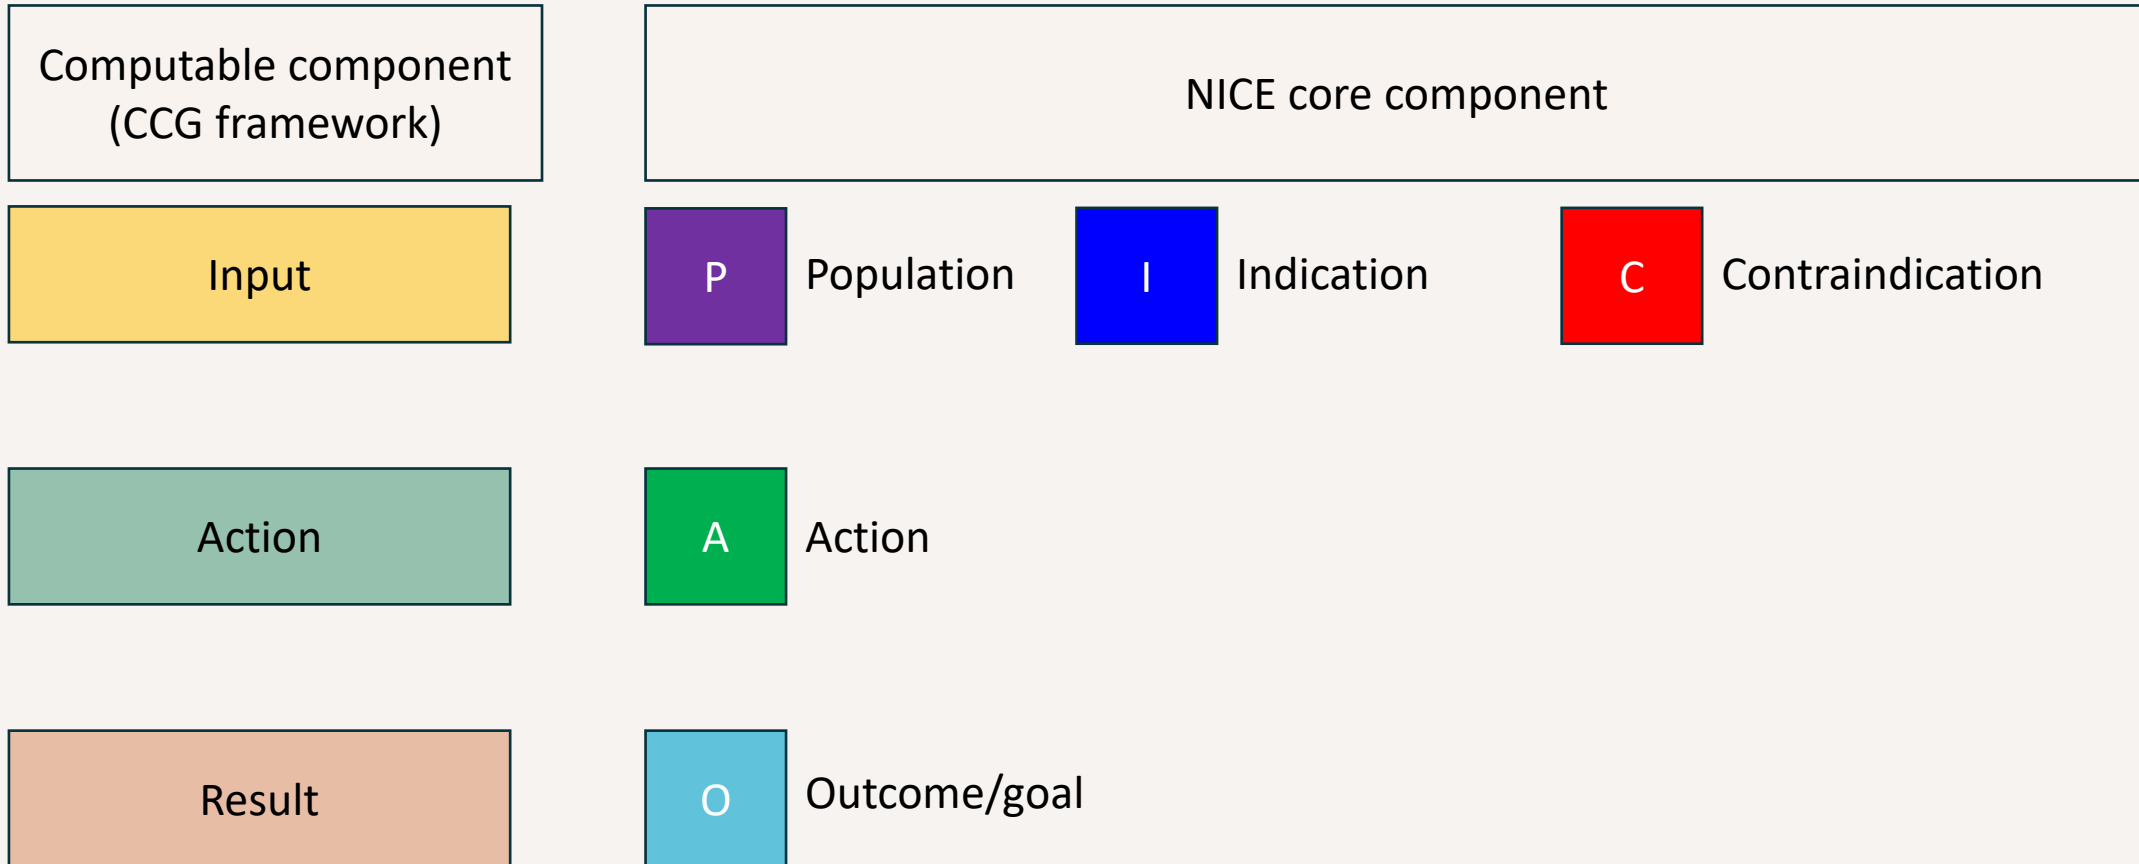 Computable component
(CCG framework)
NICE core component
Input
P Population
I Indication
C Contraindication
Action
A Action
Result
O Outcome/goal